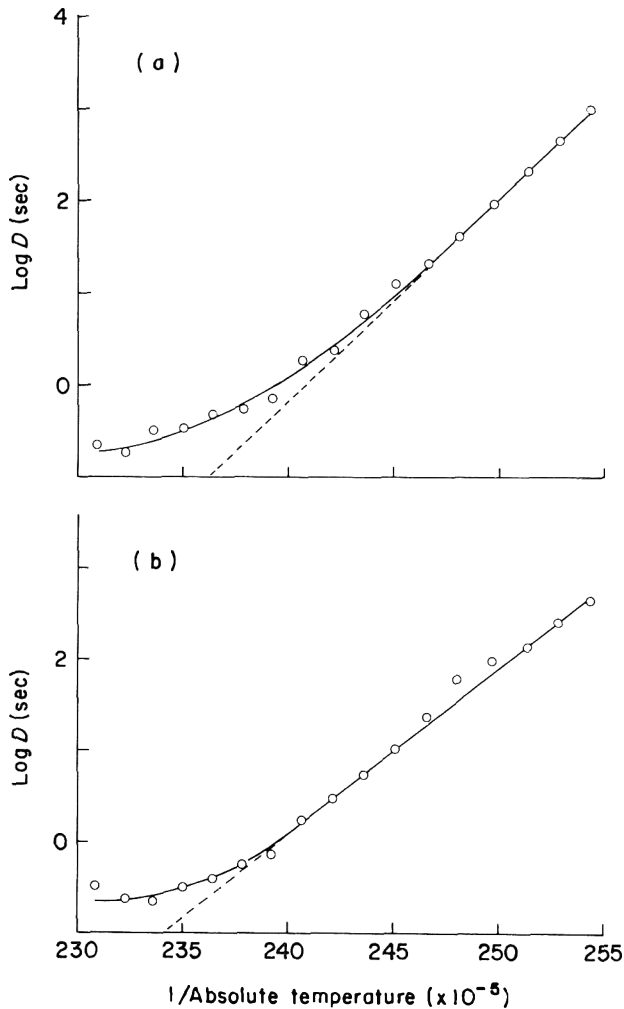 4
(a)
2
Log D (sec)
0
(b)
2
Log D (sec)
0
230 235 240 245 250 255
1/Absolute temperature (x10⁻⁵)